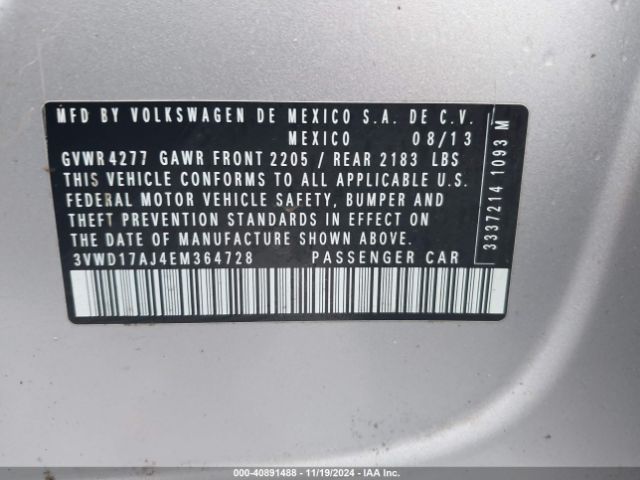 MFD BY VOLKSWAGEN DE MEXICO S.A. DE C.V.
MEXICO 08/13
GVWR 4277 GAWR FRONT 2205 / REAR 2183 LBS
THIS VEHICLE CONFORMS TO ALL APPLICABLE U.S.
FEDERAL MOTOR VEHICLE SAFETY, BUMPER AND
THEFT PREVENTION STANDARDS IN EFFECT ON
THE DATE OF MANUFACTURE SHOWN ABOVE.
3VWD17AJ4EM364728 PASSENGER CAR
3337214 1093 M
000-40891488 - 11/19/2024 - IAA Inc.